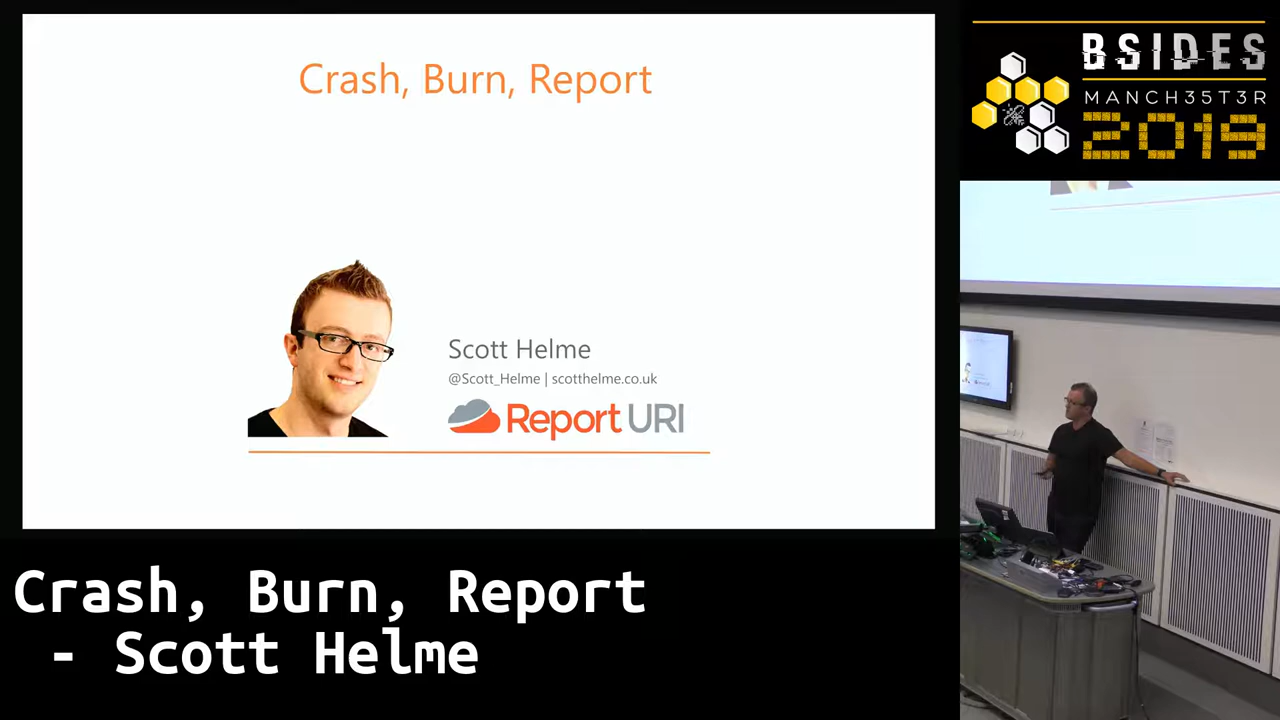 Crash, Burn, Report
Scott Helme
@Scott_Helme | scotthelme.co.uk
Report URI
BSIDES
MANCH35T3R
2019
Crash, Burn, Report
- Scott Helme